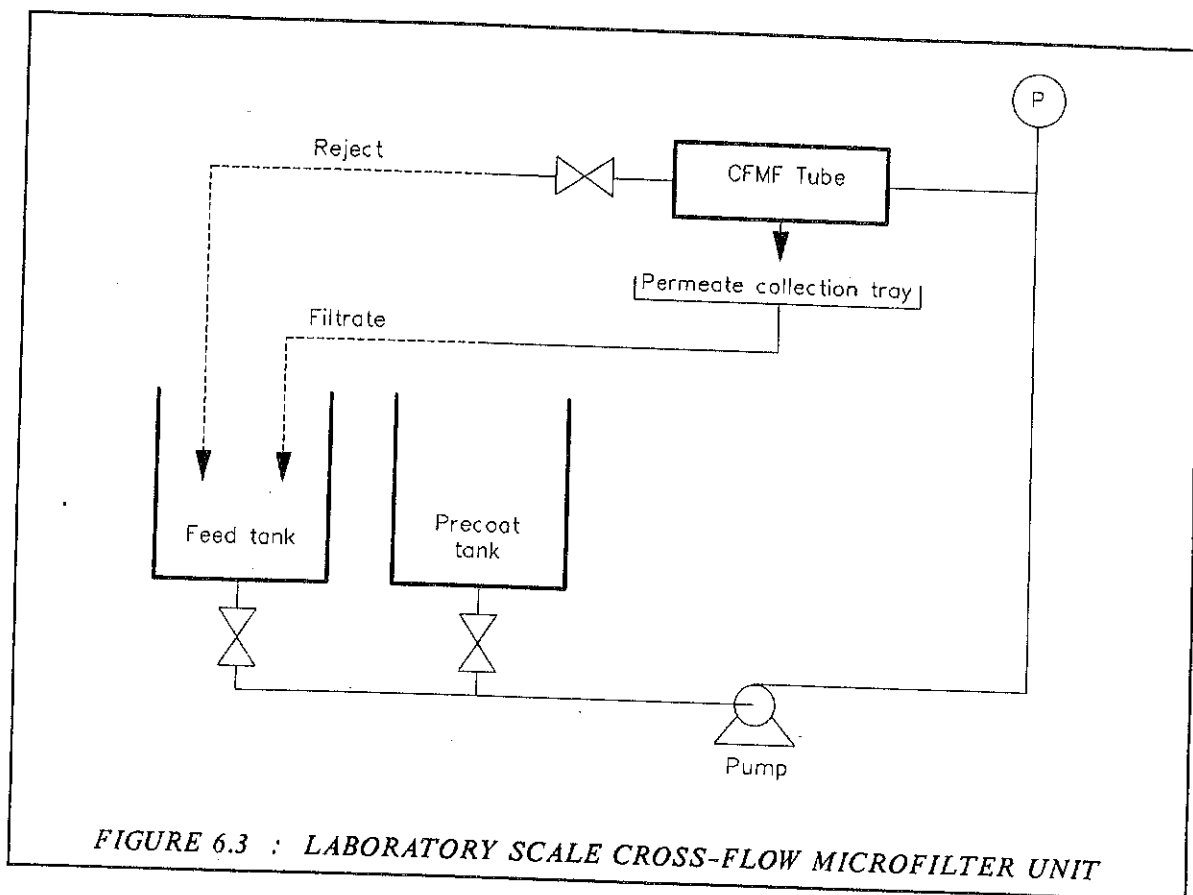 P
Reject
CFMF Tube
Permeate collection tray
Filtrate
Feed tank
Precoat
tank
Pump
FIGURE 6.3 : LABORATORY SCALE CROSS-FLOW MICROFILTER UNIT